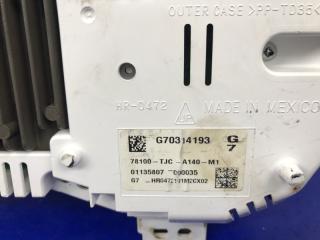 OUTER CASE >PP-TD35<
HR-0472
MADE IN MEXICO
G70314193
G
7
78100-TJC-A140-M1
01135807
G7